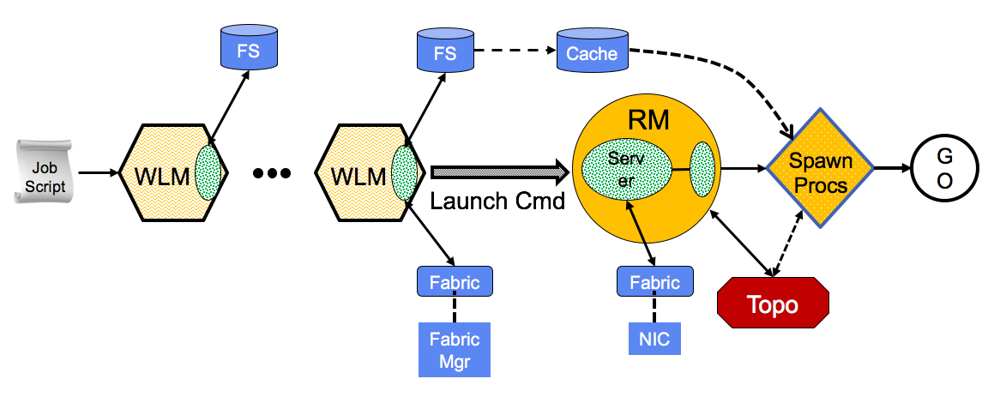 FS
FS
Cache
Job
Script
WLM
WLM
Launch Cmd
RM
Serv
er
Spawn
Procs
G
O
Fabric
Fabric
Mgr
Fabric
NIC
Topo